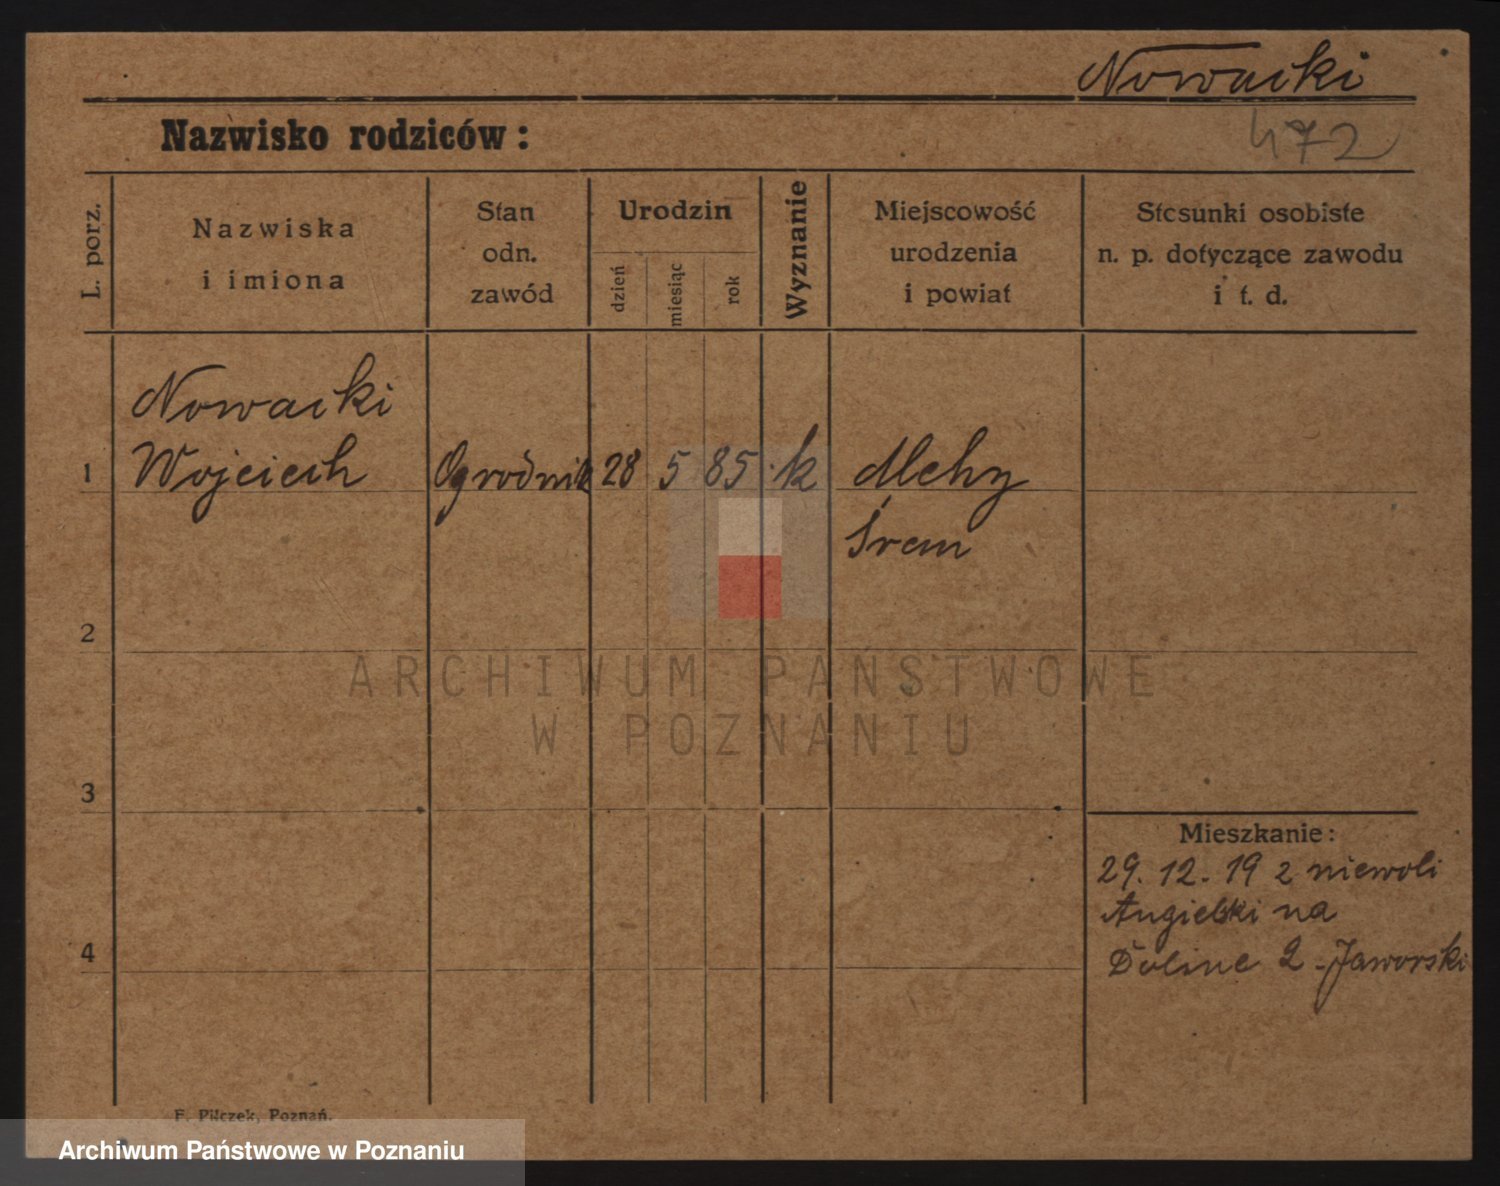 Nowacki
Nazwisko rodziców:
472
L. porz.
Nazwiska
i imiona
Stan
odn.
zawód
Urodzin
dzień
miesiąc
rok
Wyznanie
Miejscowość
urodzenia
i powiat
Stosunki osobiste
n. p. dotyczące zawodu
i t. d.
Nowacki
1 Wojciech Ogrodnik 28 5 85 k Mchy
Śrem
2
ARCHIWUM PAŃSTWOWE
W POZNANIU
3
Mieszkanie:
29. 12. 19 z niewoli
Angielski na
4 Doline 2 - Jaworski
F. Pilczek, Poznań.
Archiwum Państwowe w Poznaniu